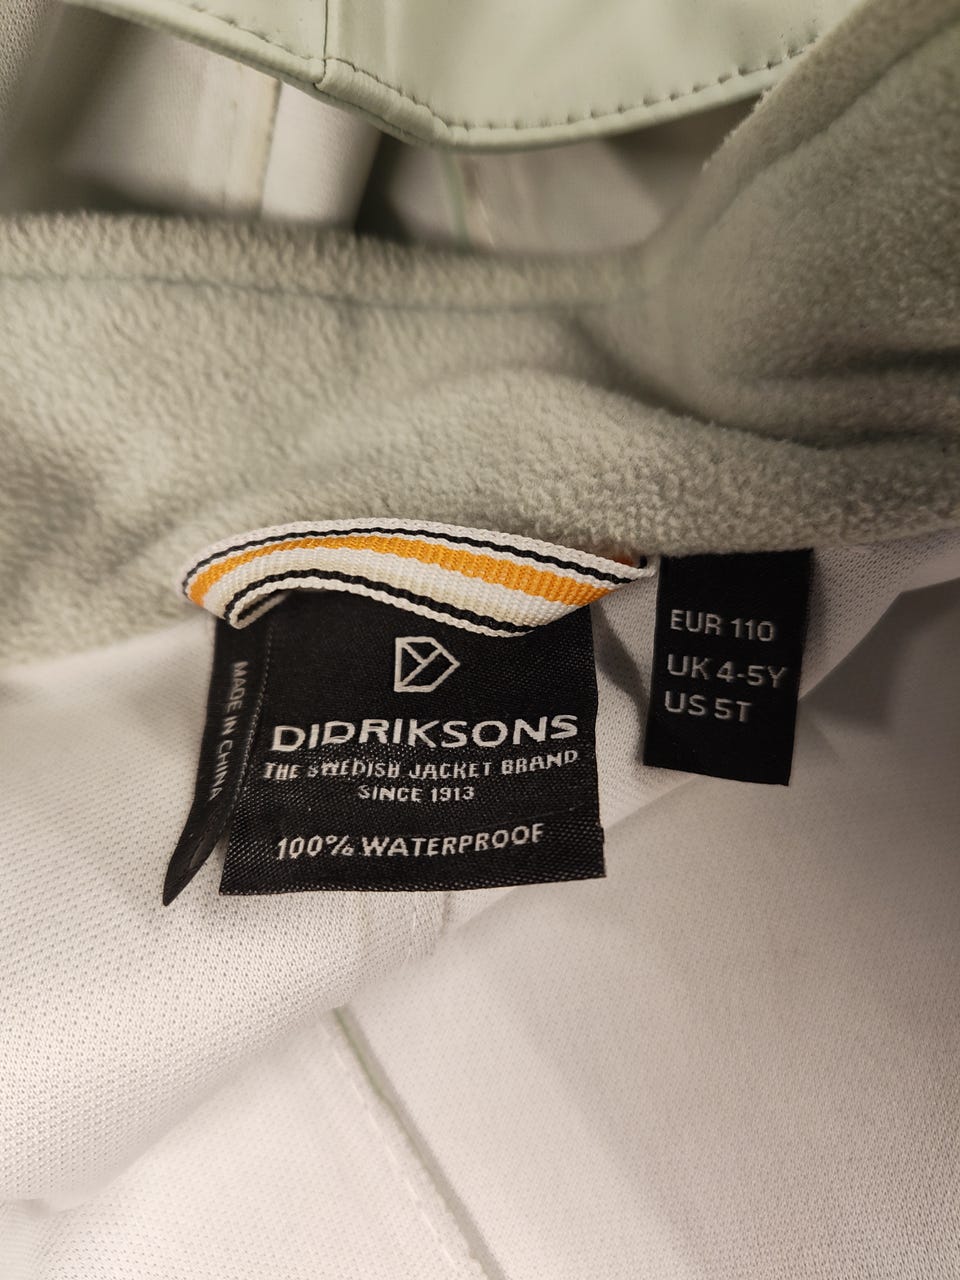 MADE IN CHINA
DIDRIKSONS
THE SWEDISH JACKET BRAND
SINCE 1913
100% WATERPROOF
EUR 110
UK 4-5Y
US 5T